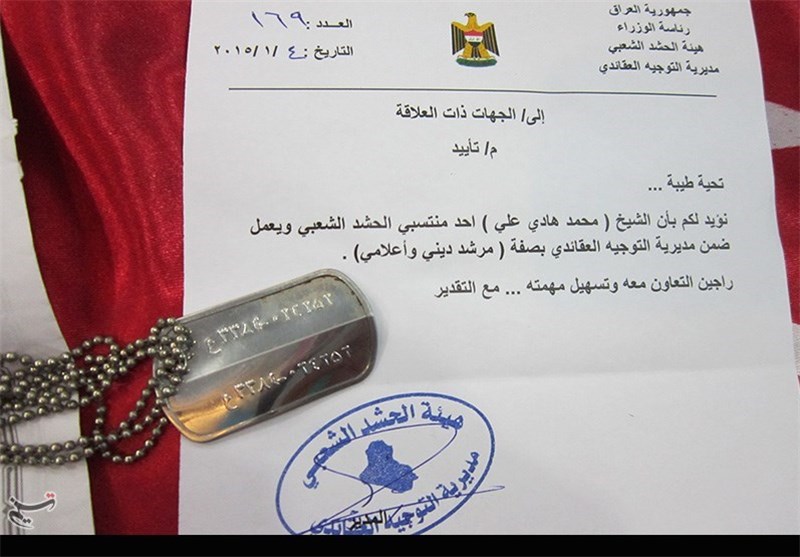 جمهورية العراق
رئاسة الوزراء
هيئة الحشد الشعبي
مديرية التوجيه العقائدي
العـــدد : ١٦٩
التاريخ : ٤ /١ /٢٠١٥
إلى/ الجهات ذات العلاقة
م/ تأييد
تحية طيبة ...
نؤيد لكم بأن الشيخ ( محمد هادي علي ) احد منتسبي الحشد الشعبي ويعمل
ضمن مديرية التوجيه العقائدي بصفة ( مرشد ديني وأعلامي) .
راجين التعاون معه وتسهيل مهمته ... مع التقدير
هيئة الحشد الشعبي
مديرية التوجيه العقائدي
المدير
تسنیم